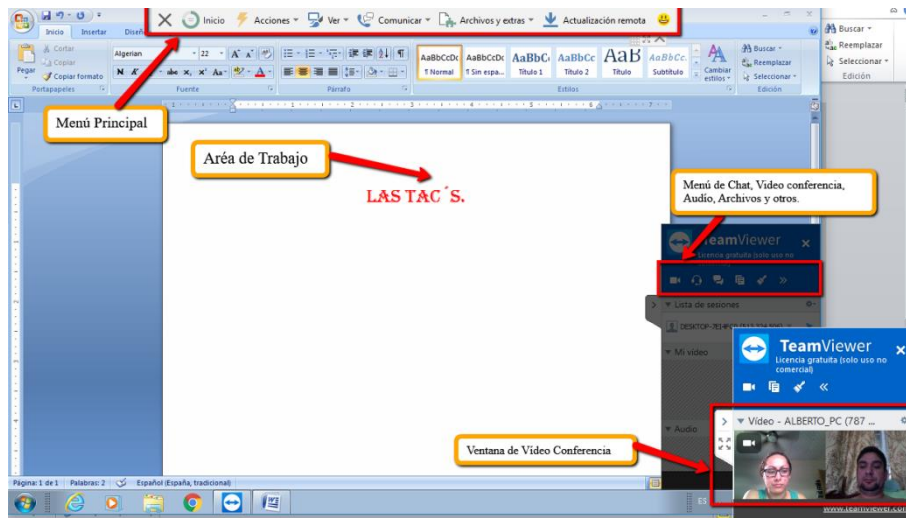 Inicio
Acciones
Ver
Comunicar
Archivos y extras
Actualización remota
Inicio
Insertar
Buscar
Reemplazar
Seleccionar
Edición
Pegar
Cortar
Copiar
Copiar formato
Portapapeles
Algerian
22
N
K
abc
Fuente
Párrafo
AaBbCcDc
¶ Normal
AaBbCcDc
¶ Sin espa...
AaBbC
Título 1
AaBbCc
Título 2
AaB
Título
AaBbCc.
Subtítulo
Estilos
Cambiar
estilos
Buscar
Reemplazar
Seleccionar
Edición
Menú Principal
Aréa de Trabajo
LAS TAC´S.
Menú de Chat, Video conferencia,
Audío, Archivos y otros.
TeamViewer
Licencia gratuita (solo uso no
Lista de sesiones
Mi vídeo
Audio
TeamViewer
Licencia gratuita (solo uso no
comercial)
Vídeo - ALBERTO_PC (787 ...
Ventana de Video Conferencia
Página: 1 de 1
Palabras: 2
Español (España, tradicional)
ES
www.teamviewer.com